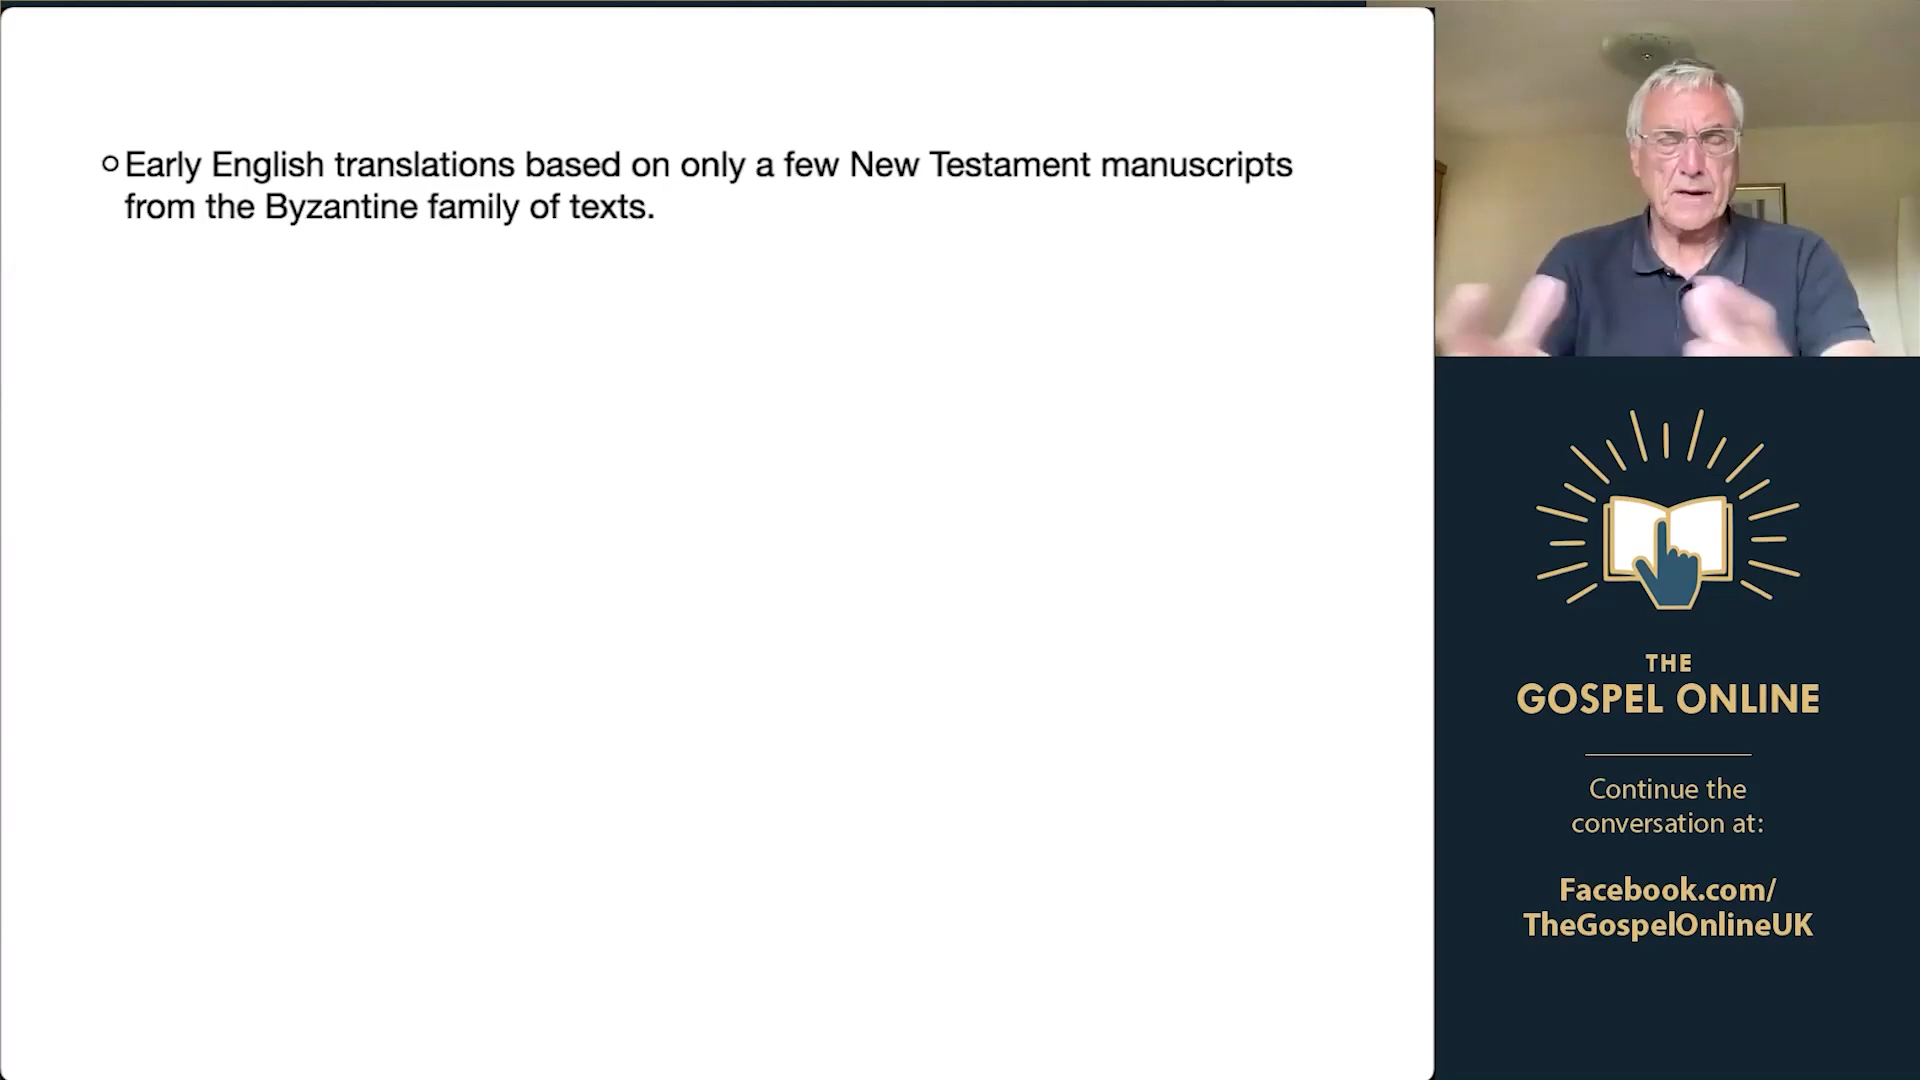 Early English translations based on only a few New Testament manuscripts
from the Byzantine family of texts.
THE
GOSPEL ONLINE
Continue the
conversation at:
Facebook.com/
TheGospelOnlineUK